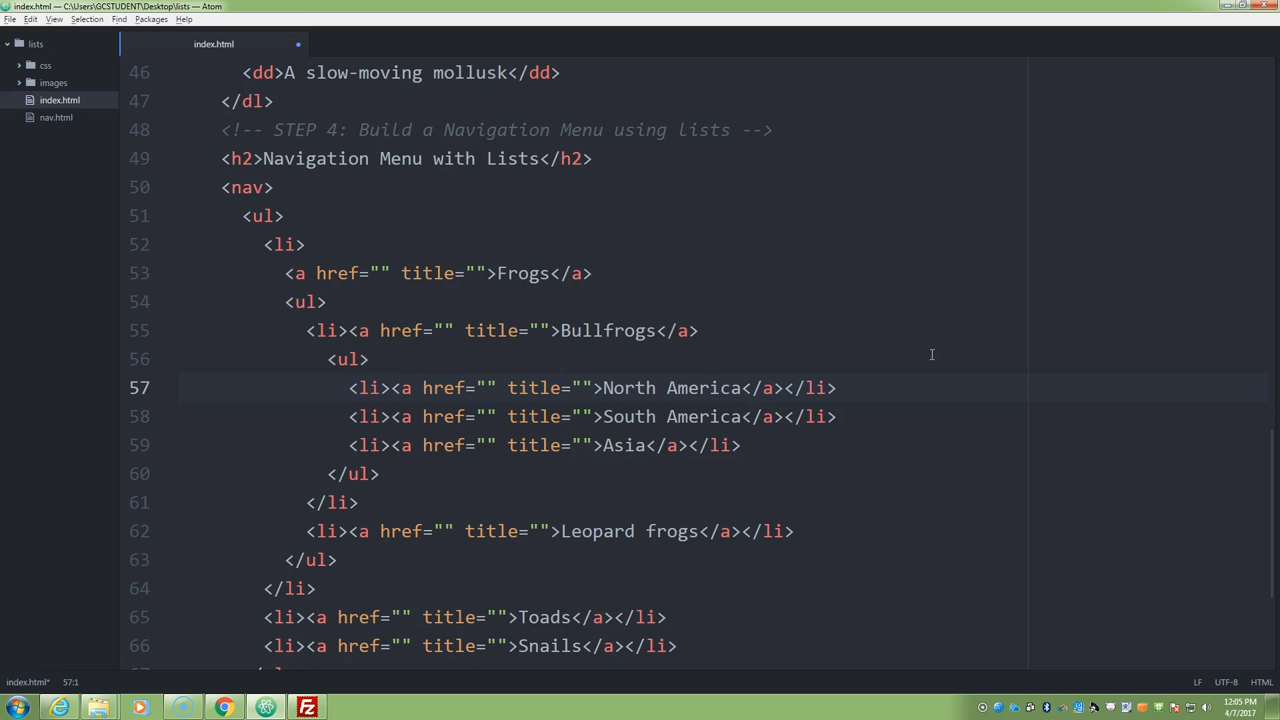 index.html — C:\Users\GCSTUDENT\Desktop\lists — Atom
File Edit View Selection Find Packages Help
lists
css
images
index.html
nav.html
index.html
46 <dd>A slow-moving mollusk</dd>
47 </dl>
48 <!-- STEP 4: Build a Navigation Menu using lists -->
49 <h2>Navigation Menu with Lists</h2>
50 <nav>
51 <ul>
52 <li>
53 <a href="" title="">Frogs</a>
54 <ul>
55 <li><a href="" title="">Bullfrogs</a>
56 <ul>
57 <li><a href="" title="">North America</a></li>
58 <li><a href="" title="">South America</a></li>
59 <li><a href="" title="">Asia</a></li>
60 </ul>
61 </li>
62 <li><a href="" title="">Leopard frogs</a></li>
63 </ul>
64 </li>
65 <li><a href="" title="">Toads</a></li>
66 <li><a href="" title="">Snails</a></li>
index.html* 57:1 LF UTF-8 HTML
12:05 PM
4/7/2017